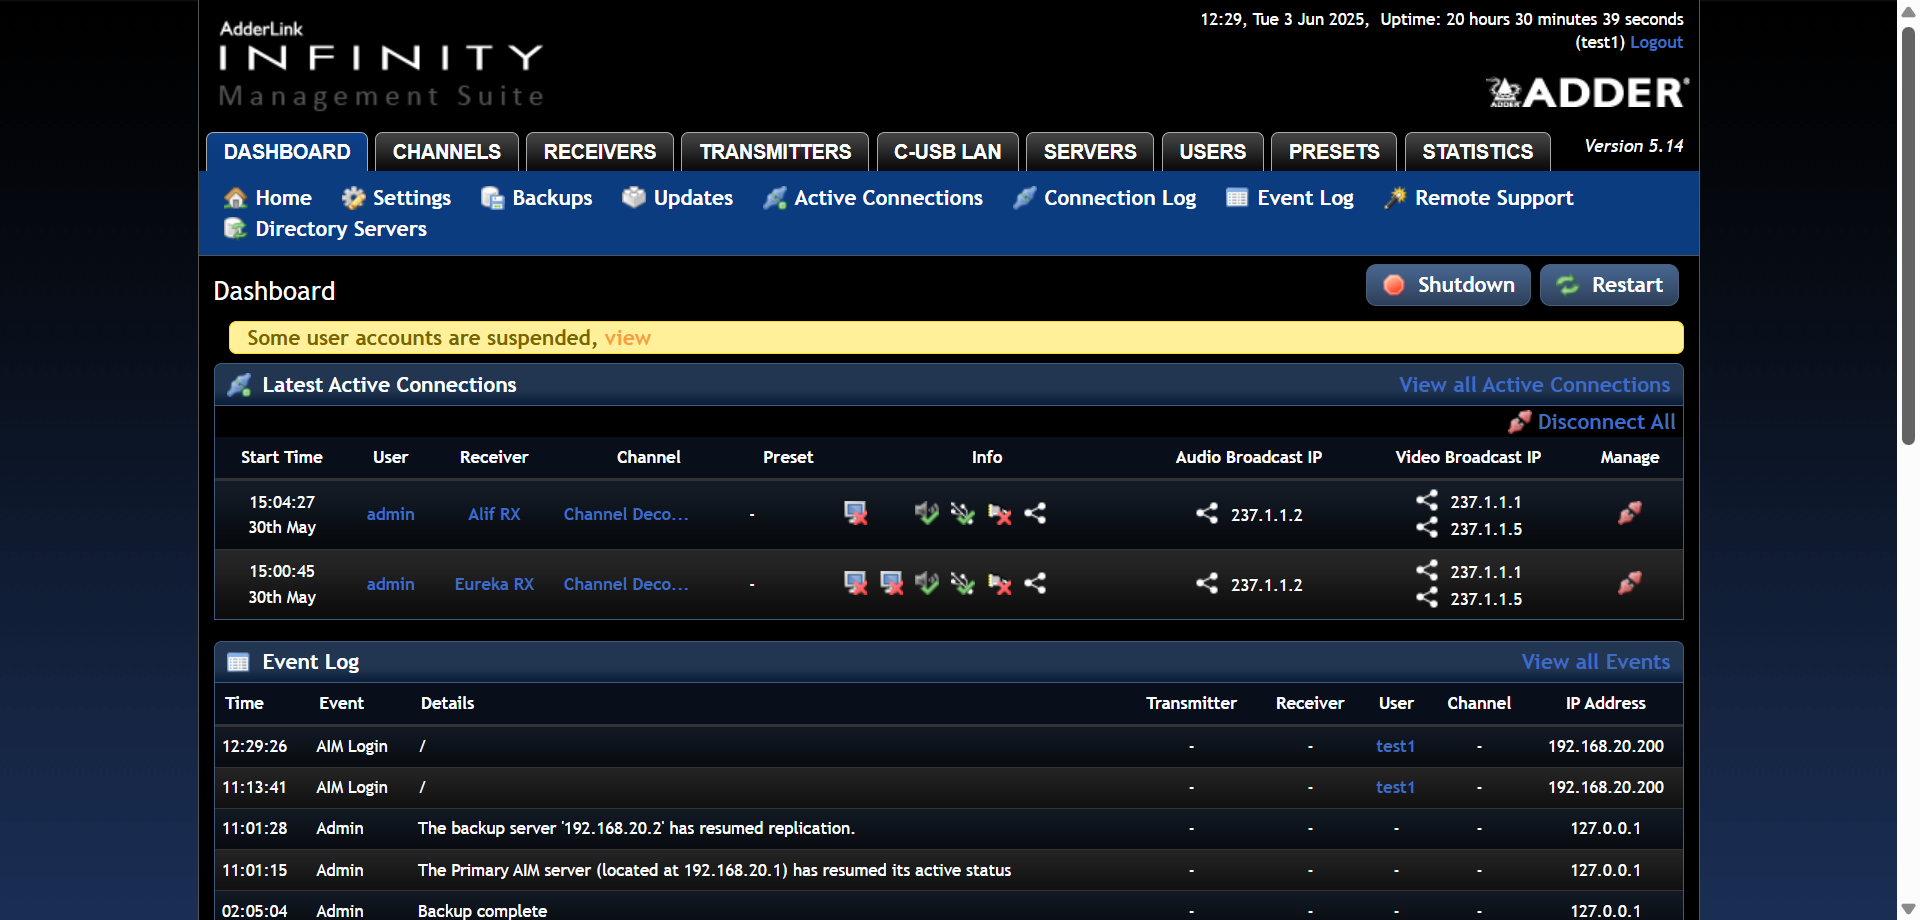 AdderLink
INFINITY
Management Suite
12:29, Tue 3 Jun 2025, Uptime: 20 hours 30 minutes 39 seconds
(test1) Logout
ADDER
Version 5.14
DASHBOARD CHANNELS RECEIVERS TRANSMITTERS C-USB LAN SERVERS USERS PRESETS STATISTICS
Home Settings Backups Updates Active Connections Connection Log Event Log Remote Support
Directory Servers
Dashboard
Shutdown Restart
Some user accounts are suspended, view
Latest Active Connections View all Active Connections
Disconnect All
Start Time User Receiver Channel Preset Info Audio Broadcast IP Video Broadcast IP Manage
15:04:27
30th May
admin Alif RX Channel Deco... - 237.1.1.2
237.1.1.1
237.1.1.5
15:00:45
30th May
admin Eureka RX Channel Deco... - 237.1.1.2
237.1.1.1
237.1.1.5
Event Log View all Events
Time Event Details Transmitter Receiver User Channel IP Address
12:29:26 AIM Login / - - test1 - 192.168.20.200
11:13:41 AIM Login / - - test1 - 192.168.20.200
11:01:28 Admin The backup server '192.168.20.2' has resumed replication. - - - - 127.0.0.1
11:01:15 Admin The Primary AIM server (located at 192.168.20.1) has resumed its active status - - - - 127.0.0.1
02:05:04 Admin Backup complete - - - - 127.0.0.1